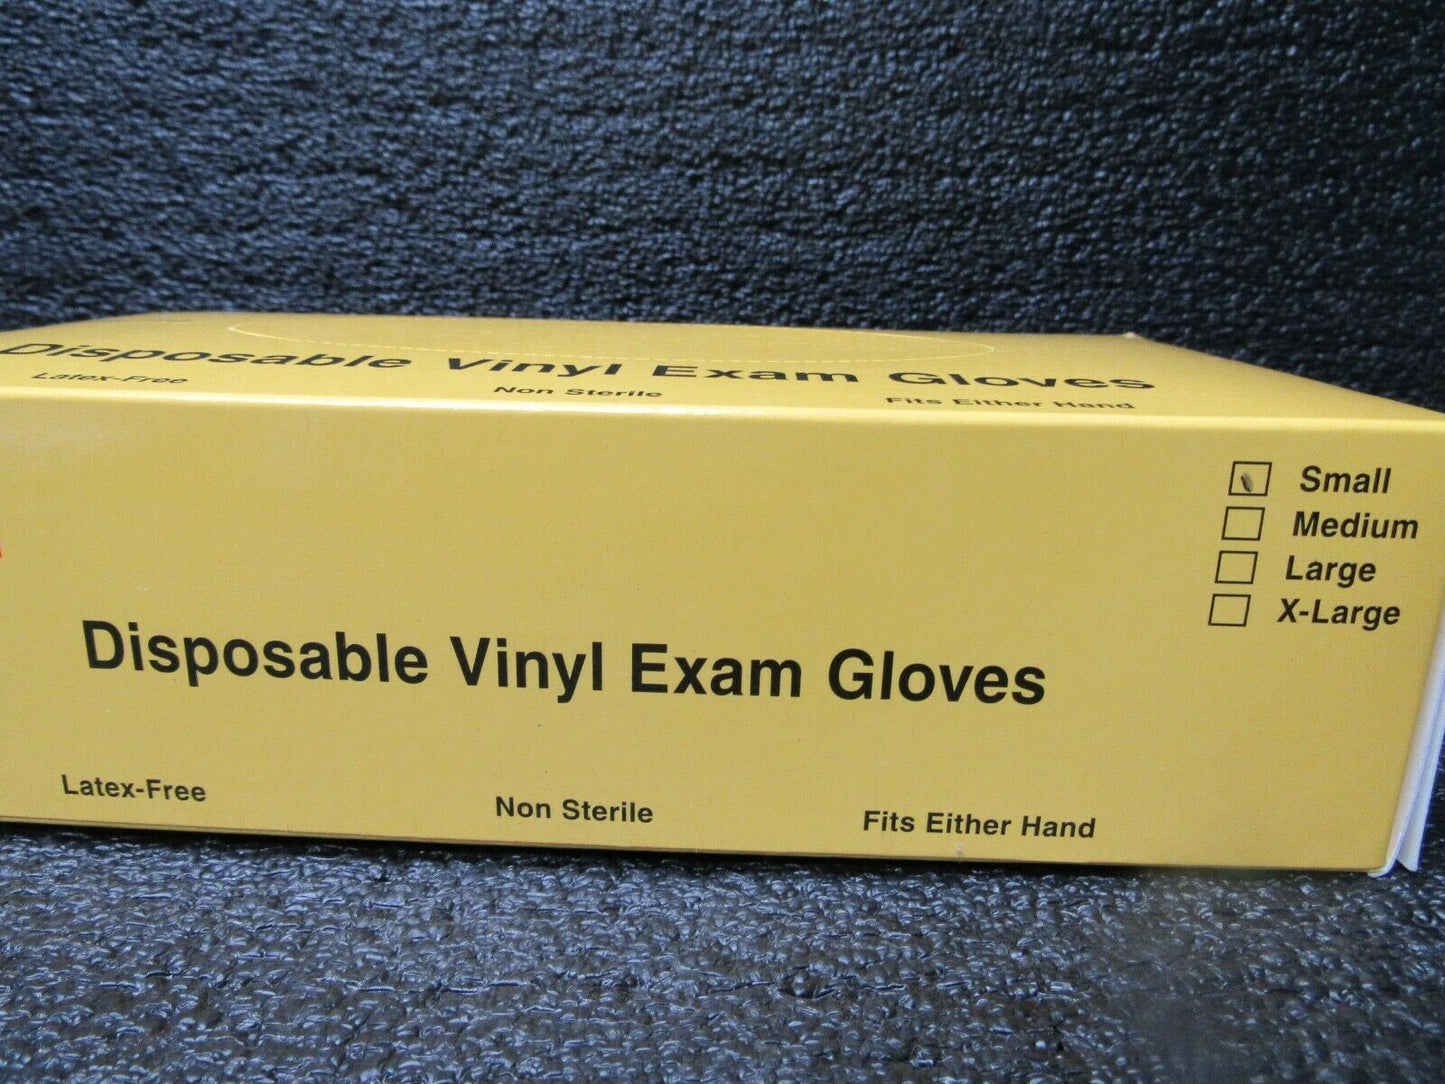 Disposable Vinyl Exam Gloves
Latex-Free Non Sterile Fits Either Hand
Small
Medium
Large
X-Large
Disposable Vinyl Exam Gloves
Latex-Free Non Sterile Fits Either Hand